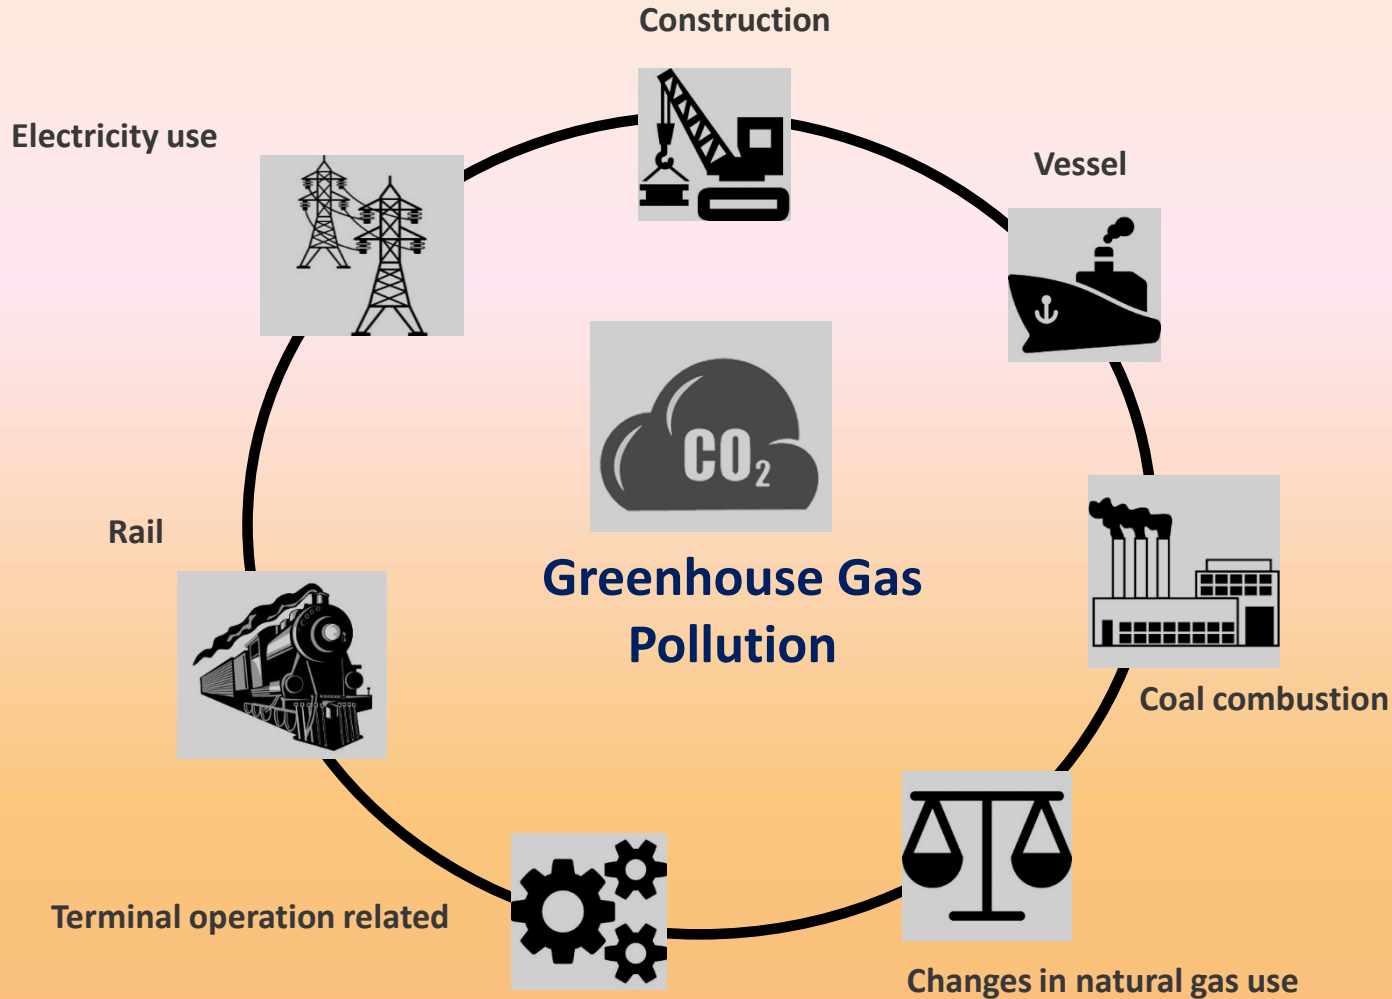 Construction
Electricity use
Vessel
CO₂
Rail
Greenhouse Gas
Pollution
Coal combustion
Terminal operation related
Changes in natural gas use